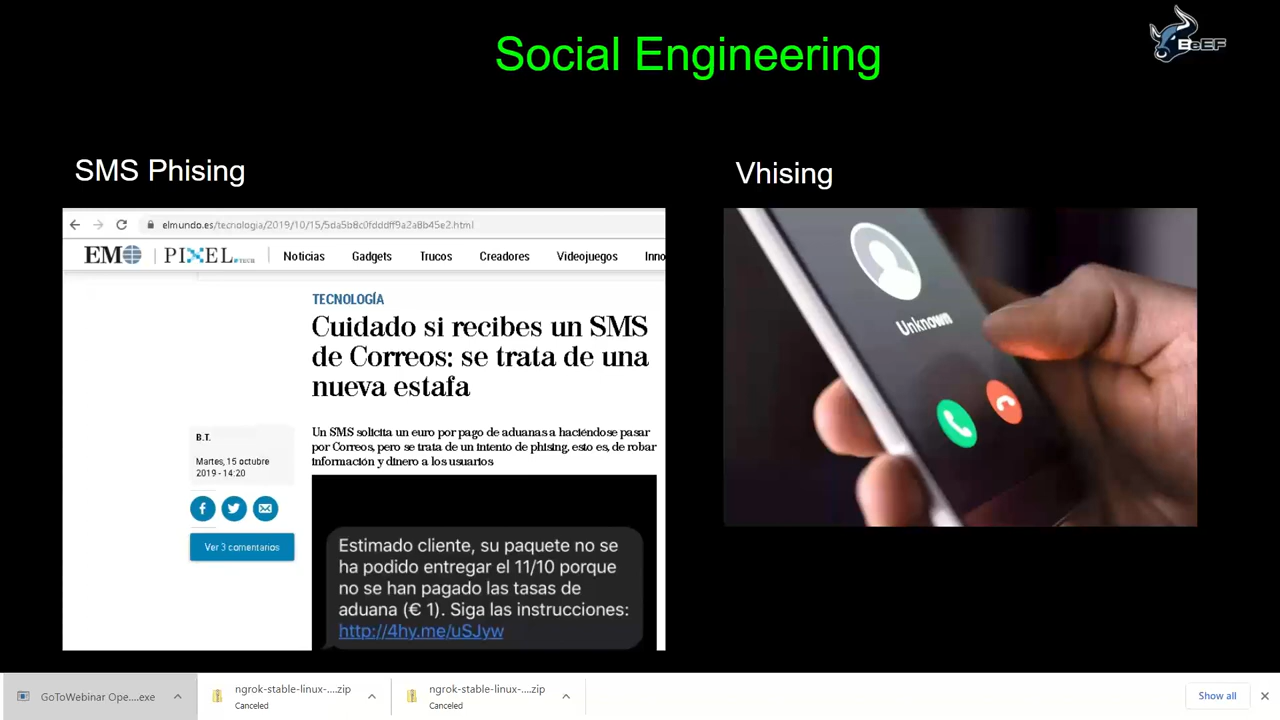 Social Engineering
BeEF
SMS Phising
Vhising
elmundo.es/tecnologia/2019/10/15/5da5b8c0fdddff9a2a8b45e2.html
EM
PIXEL #TECH
Noticias
Gadgets
Trucos
Creadores
Videojuegos
Inno
TECNOLOGÍA
Cuidado si recibes un SMS
de Correos: se trata de una
nueva estafa
B.T.
Martes, 15 octubre
2019 - 14:20
Ver 3 comentarios
Un SMS solicita un euro por pago de aduanas a haciéndose pasar
por Correos, pero se trata de un intento de phising, esto es, de robar
información y dinero a los usuarios
Estimado cliente, su paquete no se
ha podido entregar el 11/10 porque
no se han pagado las tasas de
aduana (€ 1). Siga las instrucciones:
http://4hy.me/uSJyw
Unknown
GoToWebinar Ope....exe
ngrok-stable-linux-....zip
Canceled
ngrok-stable-linux-....zip
Canceled
Show all